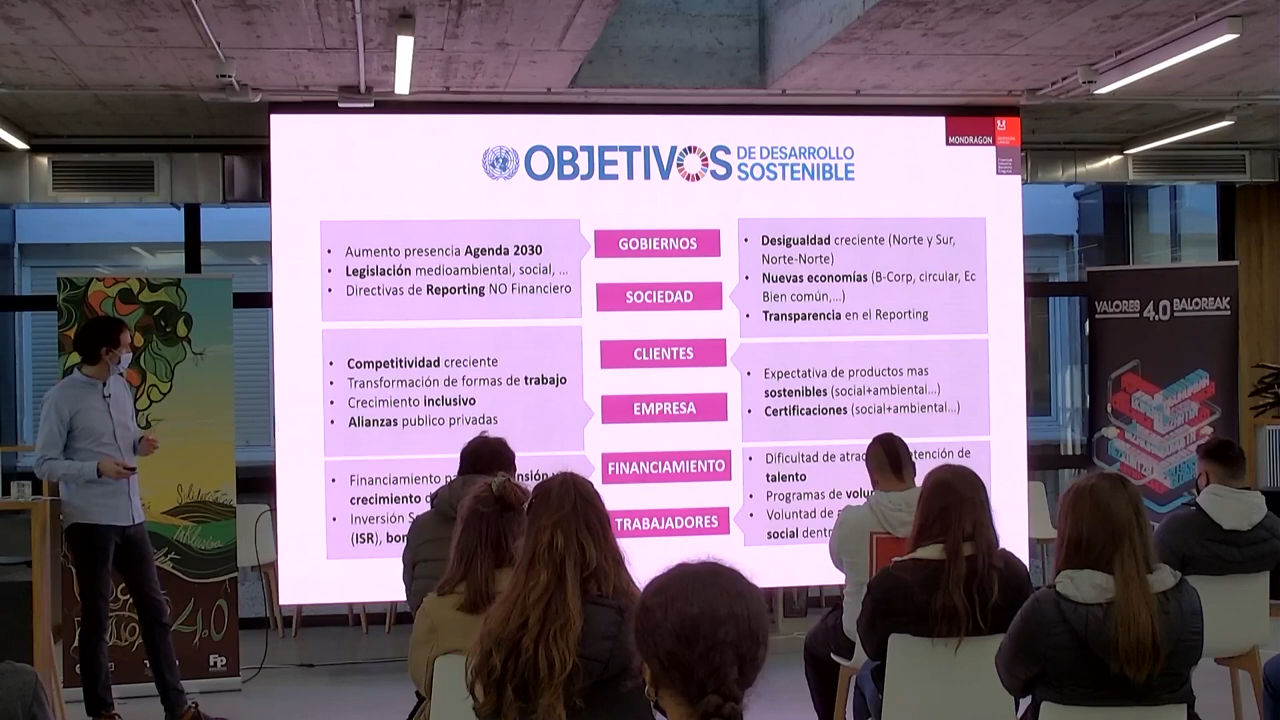 MONDRAGON
OBJETIVOS
DE DESARROLLO
SOSTENIBLE
• Aumento presencia Agenda 2030
• Legislación medioambiental, social, ...
• Directivas de Reporting NO Financiero
GOBIERNOS
SOCIEDAD
• Desigualdad creciente (Norte y Sur,
Norte-Norte)
• Nuevas economías (B-Corp, circular, Ec
Bien común,...)
• Transparencia en el Reporting
• Competitividad creciente
• Transformación de formas de trabajo
• Crecimiento inclusivo
• Alianzas publico privadas
CLIENTES
EMPRESA
• Expectativa de productos mas
sostenibles (social+ambiental...)
• Certificaciones (social+ambiental...)
• Financiamiento
crecimiento
• Inversión
(ISR),
FINANCIAMIENTO
TRABAJADORES
• Dificultad de
talento
• Programas de
• Voluntad de
social
VALORES 4.0 BALOREAK
4.0
Fp